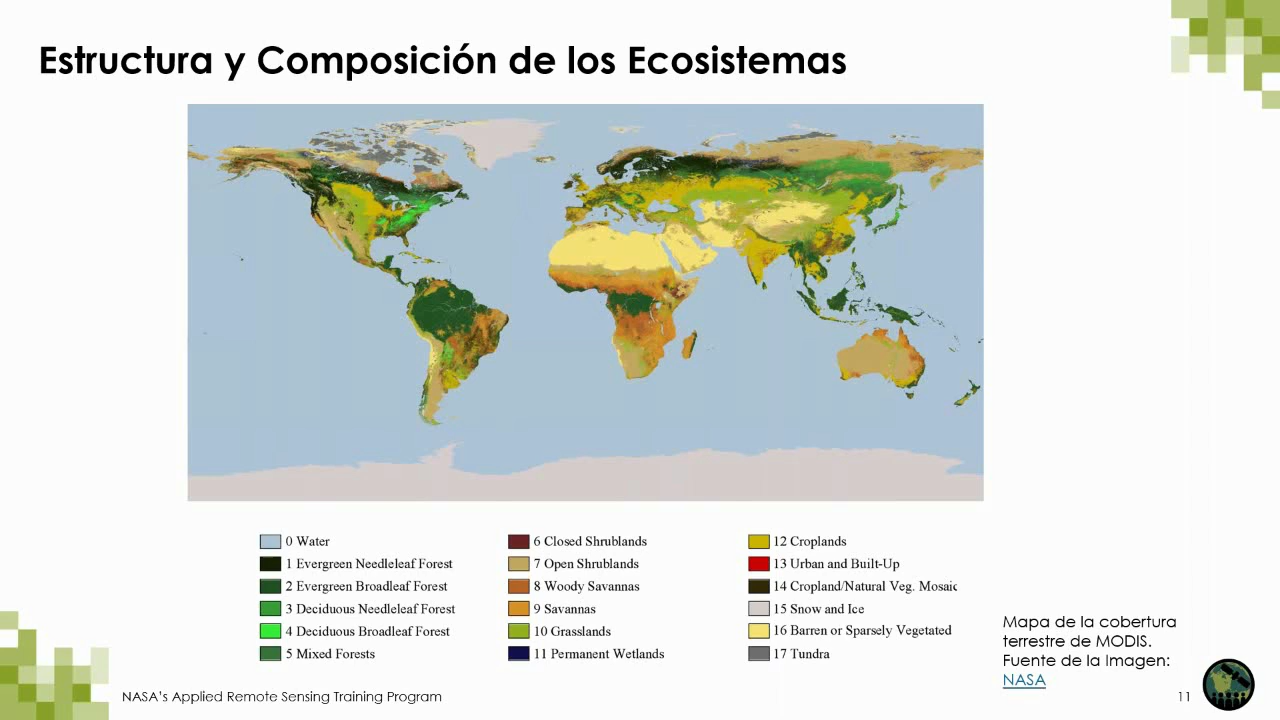 Estructura y Composición de los Ecosistemas
0 Water
1 Evergreen Needleleaf Forest
2 Evergreen Broadleaf Forest
3 Deciduous Needleleaf Forest
4 Deciduous Broadleaf Forest
5 Mixed Forests
6 Closed Shrublands
7 Open Shrublands
8 Woody Savannas
9 Savannas
10 Grasslands
11 Permanent Wetlands
12 Croplands
13 Urban and Built-Up
14 Cropland/Natural Veg. Mosaic
15 Snow and Ice
16 Barren or Sparsely Vegetated
17 Tundra
Mapa de la cobertura
terrestre de MODIS.
Fuente de la Imagen:
NASA
NASA's Applied Remote Sensing Training Program
11